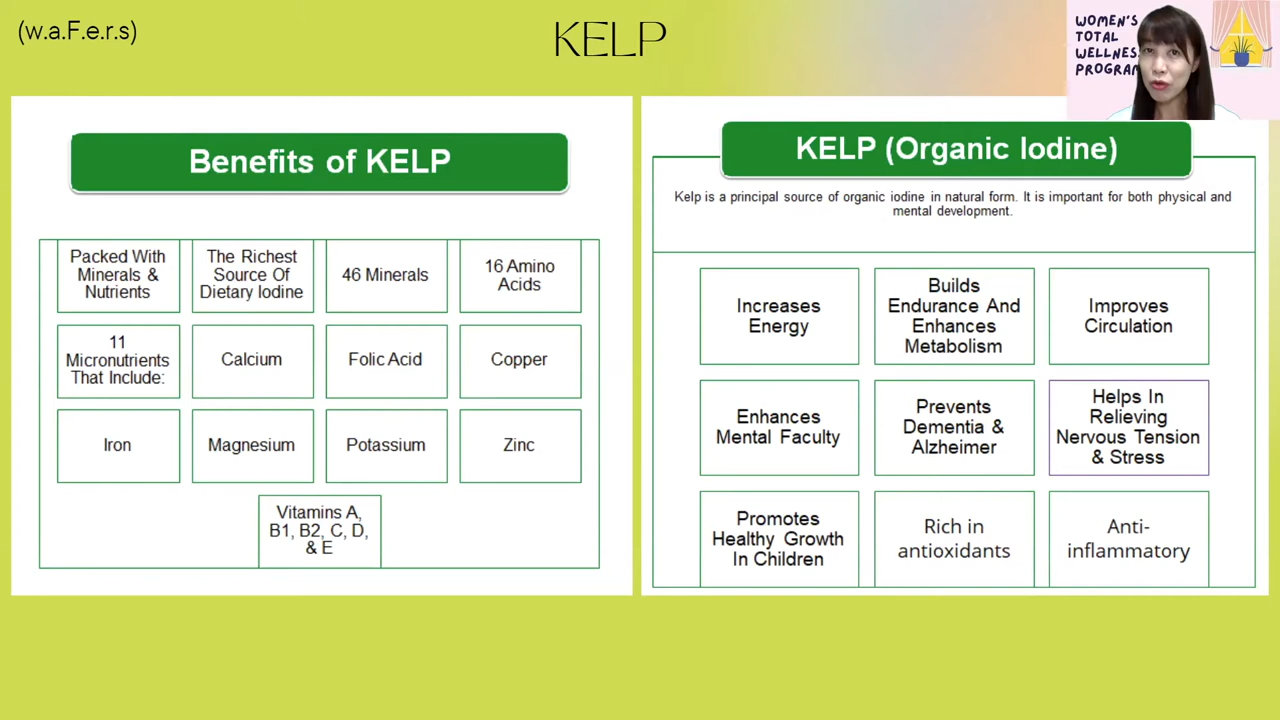 (w.a.F.e.r.s)
KELP
WOMEN'S
TOTAL
WELLNES
PROGRAM
Benefits of KELP
Packed With
Minerals &
Nutrients
The Richest
Source Of
Dietary Iodine
46 Minerals
16 Amino
Acids
11
Micronutrients
That Include:
Calcium
Folic Acid
Copper
Iron
Magnesium
Potassium
Zinc
Vitamins A,
B1, B2, C, D,
& E
KELP (Organic Iodine)
Kelp is a principal source of organic iodine in natural form. It is important for both physical and
mental development.
Increases
Energy
Builds
Endurance And
Enhances
Metabolism
Improves
Circulation
Enhances
Mental Faculty
Prevents
Dementia &
Alzheimer
Helps In
Relieving
Nervous Tension
& Stress
Promotes
Healthy Growth
In Children
Rich in
antioxidants
Anti-
inflammatory